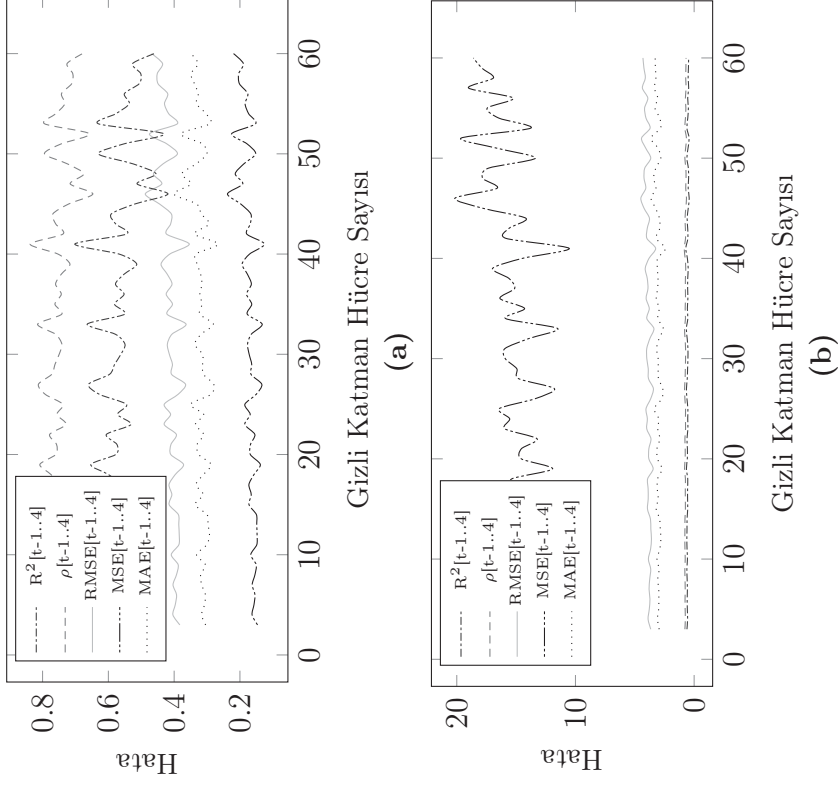 0.8
0.6
0.4
0.2
Hata
R²[t-1..4]
ρ[t-1..4]
RMSE[t-1..4]
MSE[t-1..4]
MAE[t-1..4]
0 10 20 30 40 50 60
Gizli Katman Hücre Sayısı
(a)
20
10
0
Hata
R²[t-1..4]
ρ[t-1..4]
RMSE[t-1..4]
MSE[t-1..4]
MAE[t-1..4]
0 10 20 30 40 50 60
Gizli Katman Hücre Sayısı
(b)